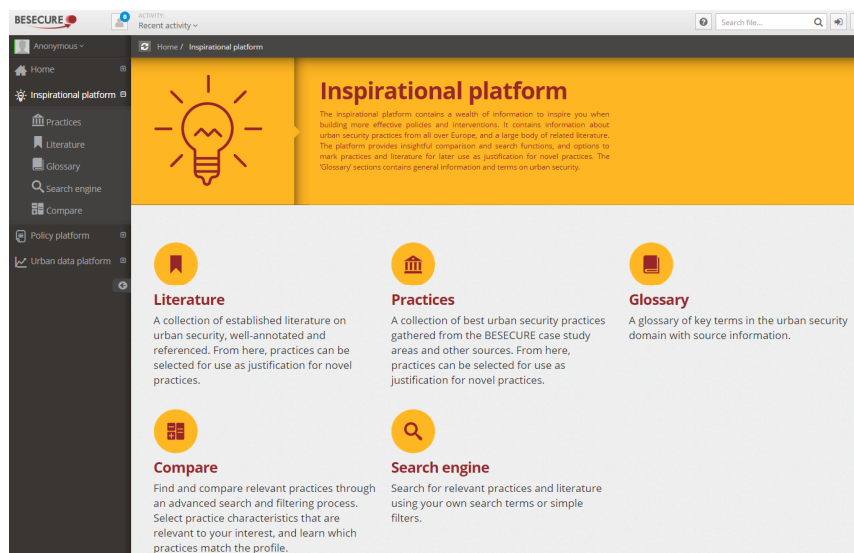 BESECURE
0
ACTIVITY:
Recent activity
Search file...
Anonymous
Home / Inspirational platform
Home
Inspirational platform
Practices
Literature
Glossary
Search engine
Compare
Policy platform
Urban data platform
Inspirational platform
The inspirational platform contains a wealth of information to inspire you when
building more effective policies and interventions. It contains information about
urban security practices from all over Europe, and a large body of related literature.
The platform provides insightful comparison and search functions, and options to
mark practices and literature for later use as justification for novel practices. The
'Glossary' sections contains general information and terms on urban security.
Literature
A collection of established literature on
urban security, well-annotated and
referenced. From here, practices can be
selected for use as justification for novel
practices.
Practices
A collection of best urban security practices
gathered from the BESECURE case study
areas and other sources. From here,
practices can be selected for use as
justification for novel practices.
Glossary
A glossary of key terms in the urban security
domain with source information.
Compare
Find and compare relevant practices through
an advanced search and filtering process.
Select practice characteristics that are
relevant to your interest, and learn which
practices match the profile.
Search engine
Search for relevant practices and literature
using your own search terms or simple
filters.